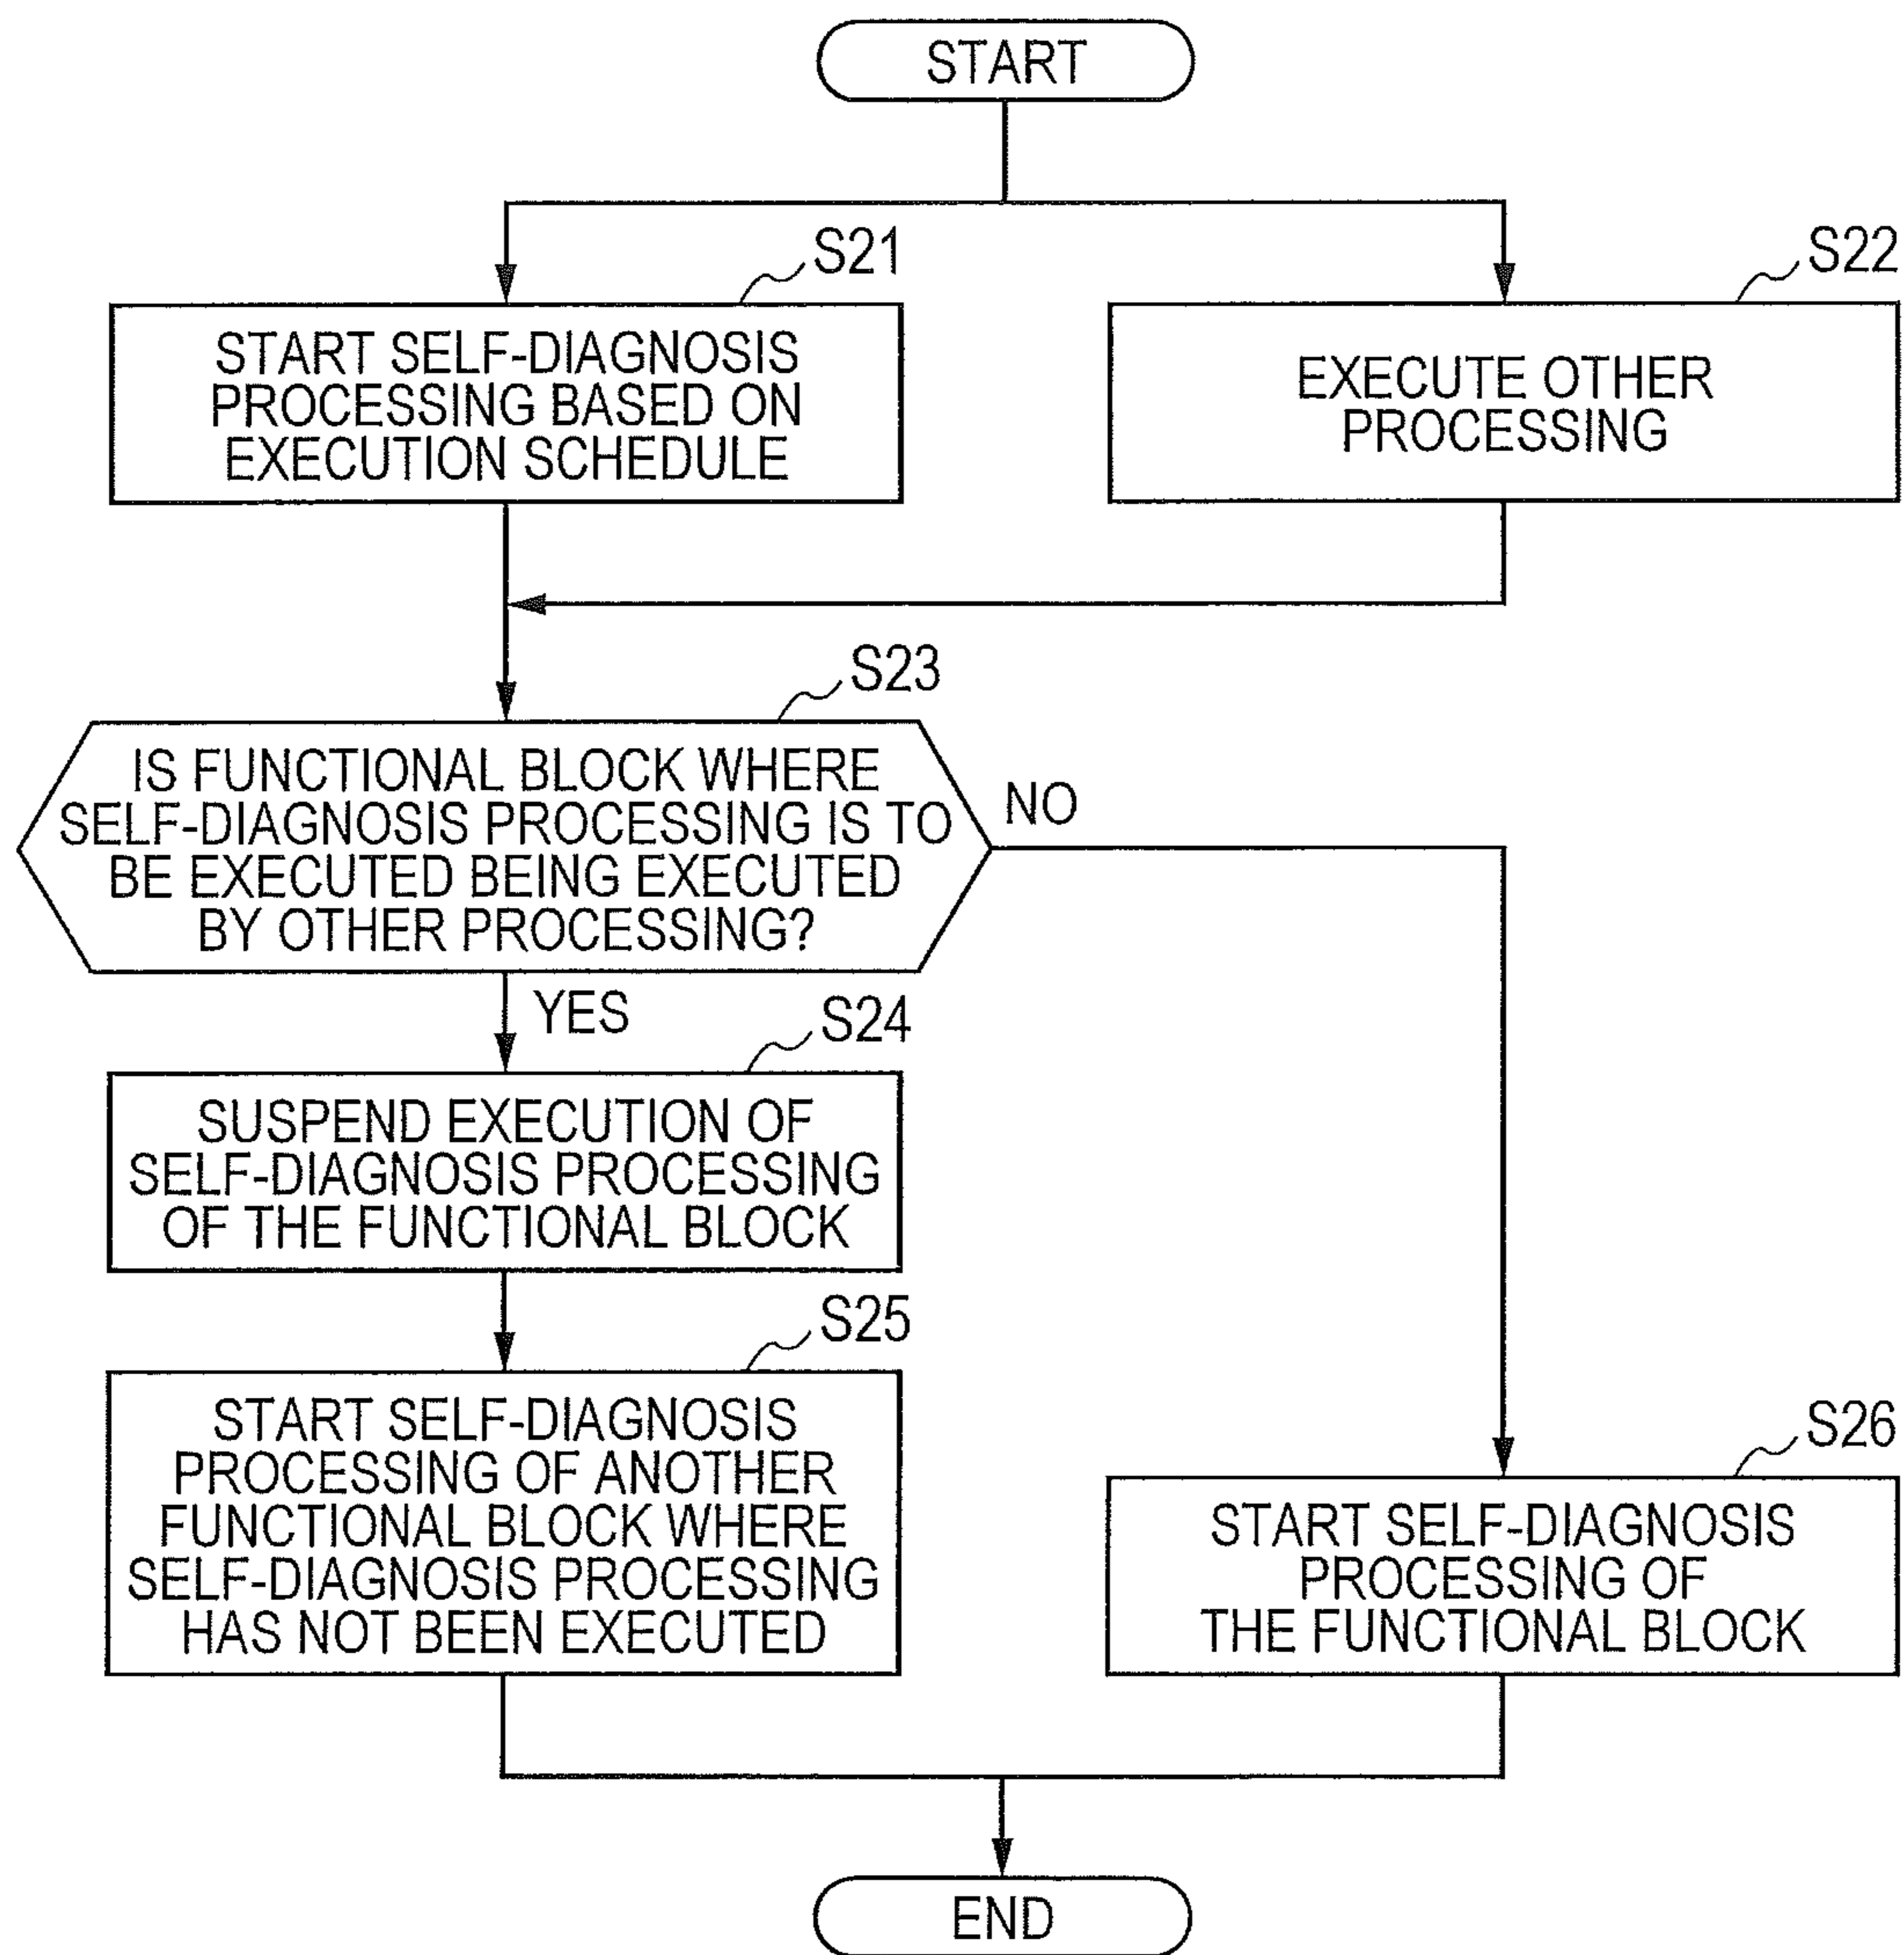 START
S21
START SELF-DIAGNOSIS
PROCESSING BASED ON
EXECUTION SCHEDULE
S22
EXECUTE OTHER
PROCESSING
S23
IS FUNCTIONAL BLOCK WHERE
SELF-DIAGNOSIS PROCESSING IS TO
BE EXECUTED BEING EXECUTED
BY OTHER PROCESSING?
NO
YES
S24
SUSPEND EXECUTION OF
SELF-DIAGNOSIS PROCESSING
OF THE FUNCTIONAL BLOCK
S25
START SELF-DIAGNOSIS
PROCESSING OF ANOTHER
FUNCTIONAL BLOCK WHERE
SELF-DIAGNOSIS PROCESSING
HAS NOT BEEN EXECUTED
S26
START SELF-DIAGNOSIS
PROCESSING OF
THE FUNCTIONAL BLOCK
END